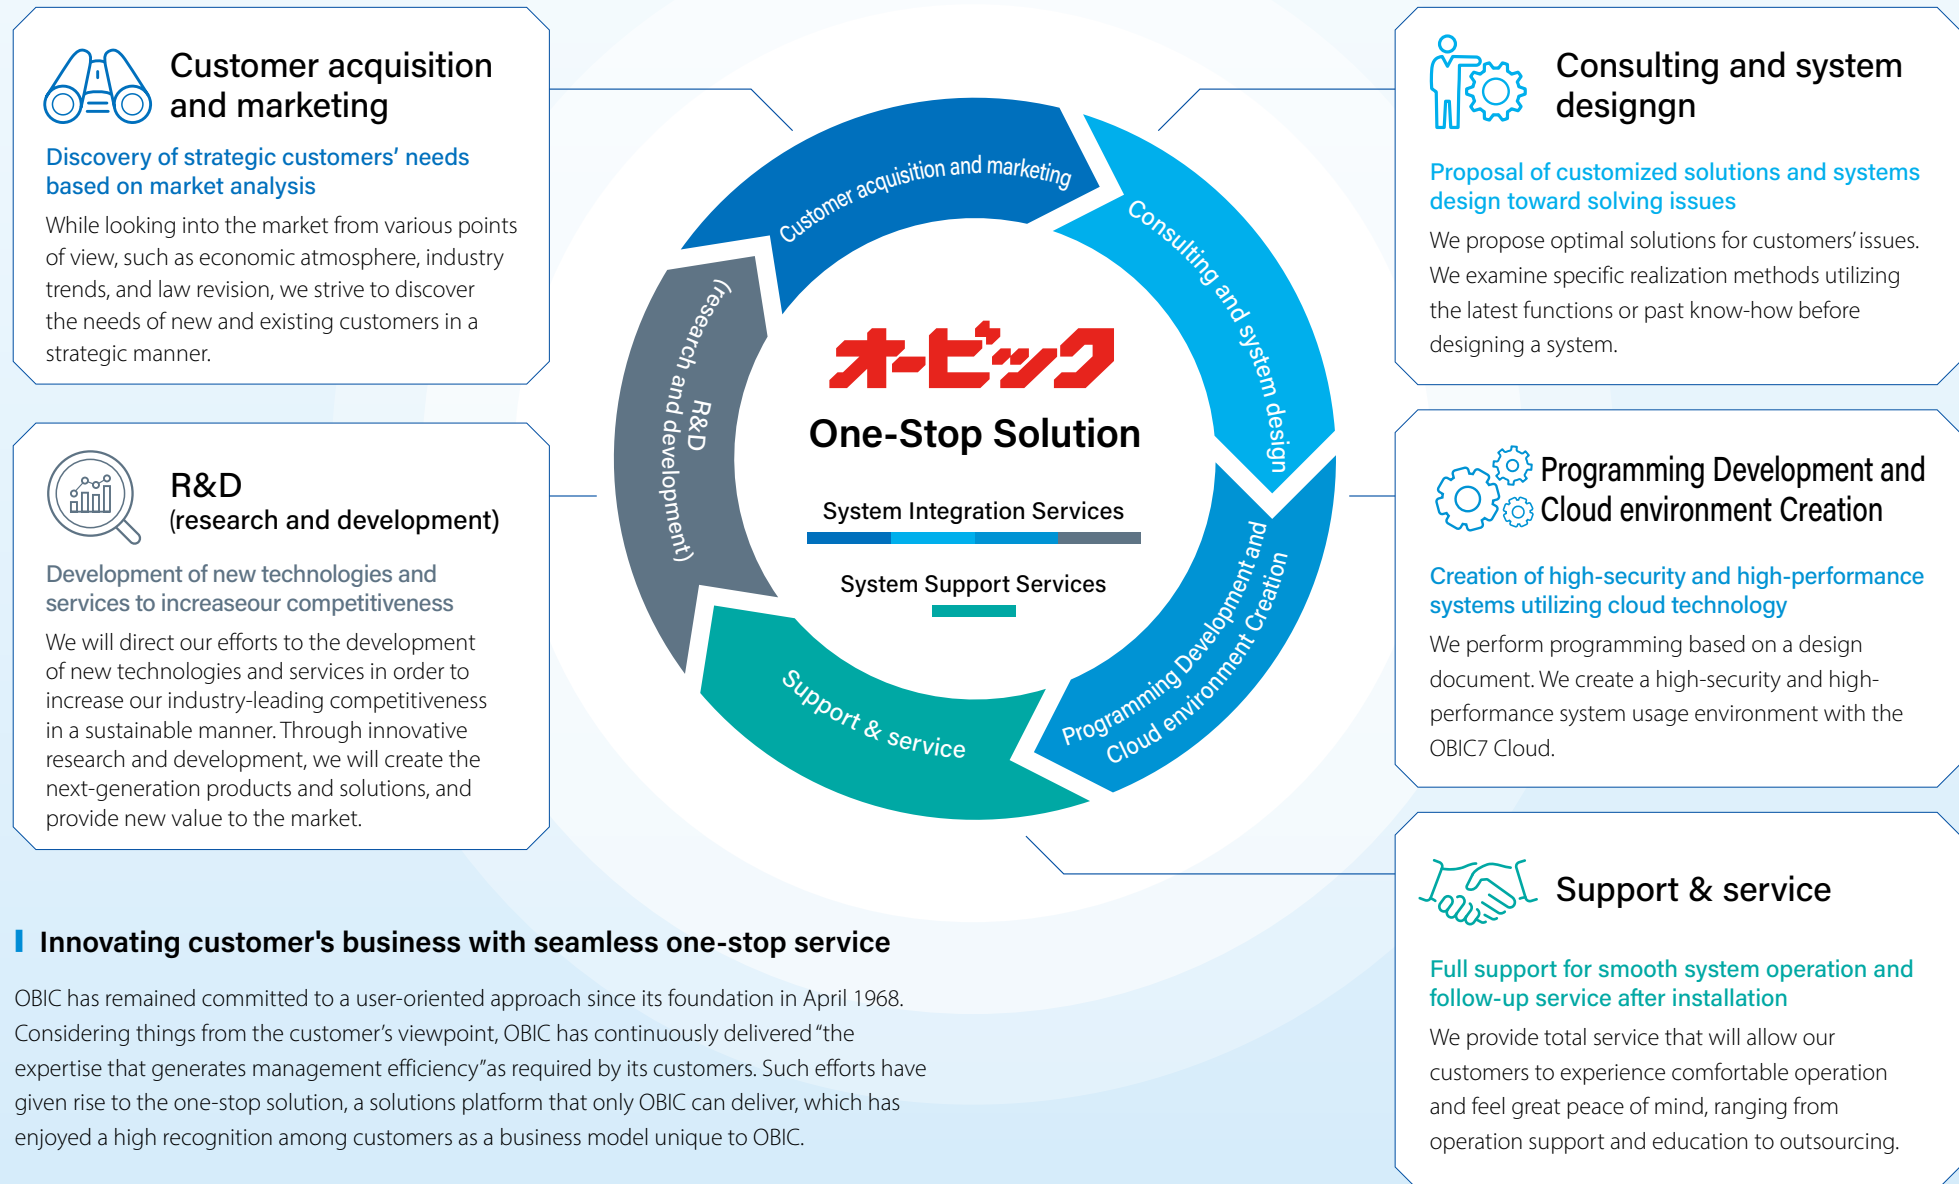 Customer acquisition
and marketing
Discovery of strategic customers’ needs
based on market analysis
While looking into the market from various points
of view, such as economic atmosphere, industry
trends, and law revision, we strive to discover
the needs of new and existing customers in a
strategic manner.
R&D
(research and development)
Development of new technologies and
services to increaseour competitiveness
We will direct our efforts to the development
of new technologies and services in order to
increase our industry-leading competitiveness
in a sustainable manner. Through innovative
research and development, we will create the
next-generation products and solutions, and
provide new value to the market.
Customer acquisition and marketing
Consulting and system design
Programming Development and
Cloud environment Creation
Support & service
R&D
(research and development)
オービック
One-Stop Solution
System Integration Services
System Support Services
Consulting and system
designgn
Proposal of customized solutions and systems
design toward solving issues
We propose optimal solutions for customers’ issues.
We examine specific realization methods utilizing
the latest functions or past know-how before
designing a system.
Programming Development and
Cloud environment Creation
Creation of high-security and high-performance
systems utilizing cloud technology
We perform programming based on a design
document. We create a high-security and high-
performance system usage environment with the
OBIC7 Cloud.
Support & service
Full support for smooth system operation and
follow-up service after installation
We provide total service that will allow our
customers to experience comfortable operation
and feel great peace of mind, ranging from
operation support and education to outsourcing.
Innovating customer's business with seamless one-stop service
OBIC has remained committed to a user-oriented approach since its foundation in April 1968.
Considering things from the customer’s viewpoint, OBIC has continuously delivered “the
expertise that generates management efficiency”as required by its customers. Such efforts have
given rise to the one-stop solution, a solutions platform that only OBIC can deliver, which has
enjoyed a high recognition among customers as a business model unique to OBIC.